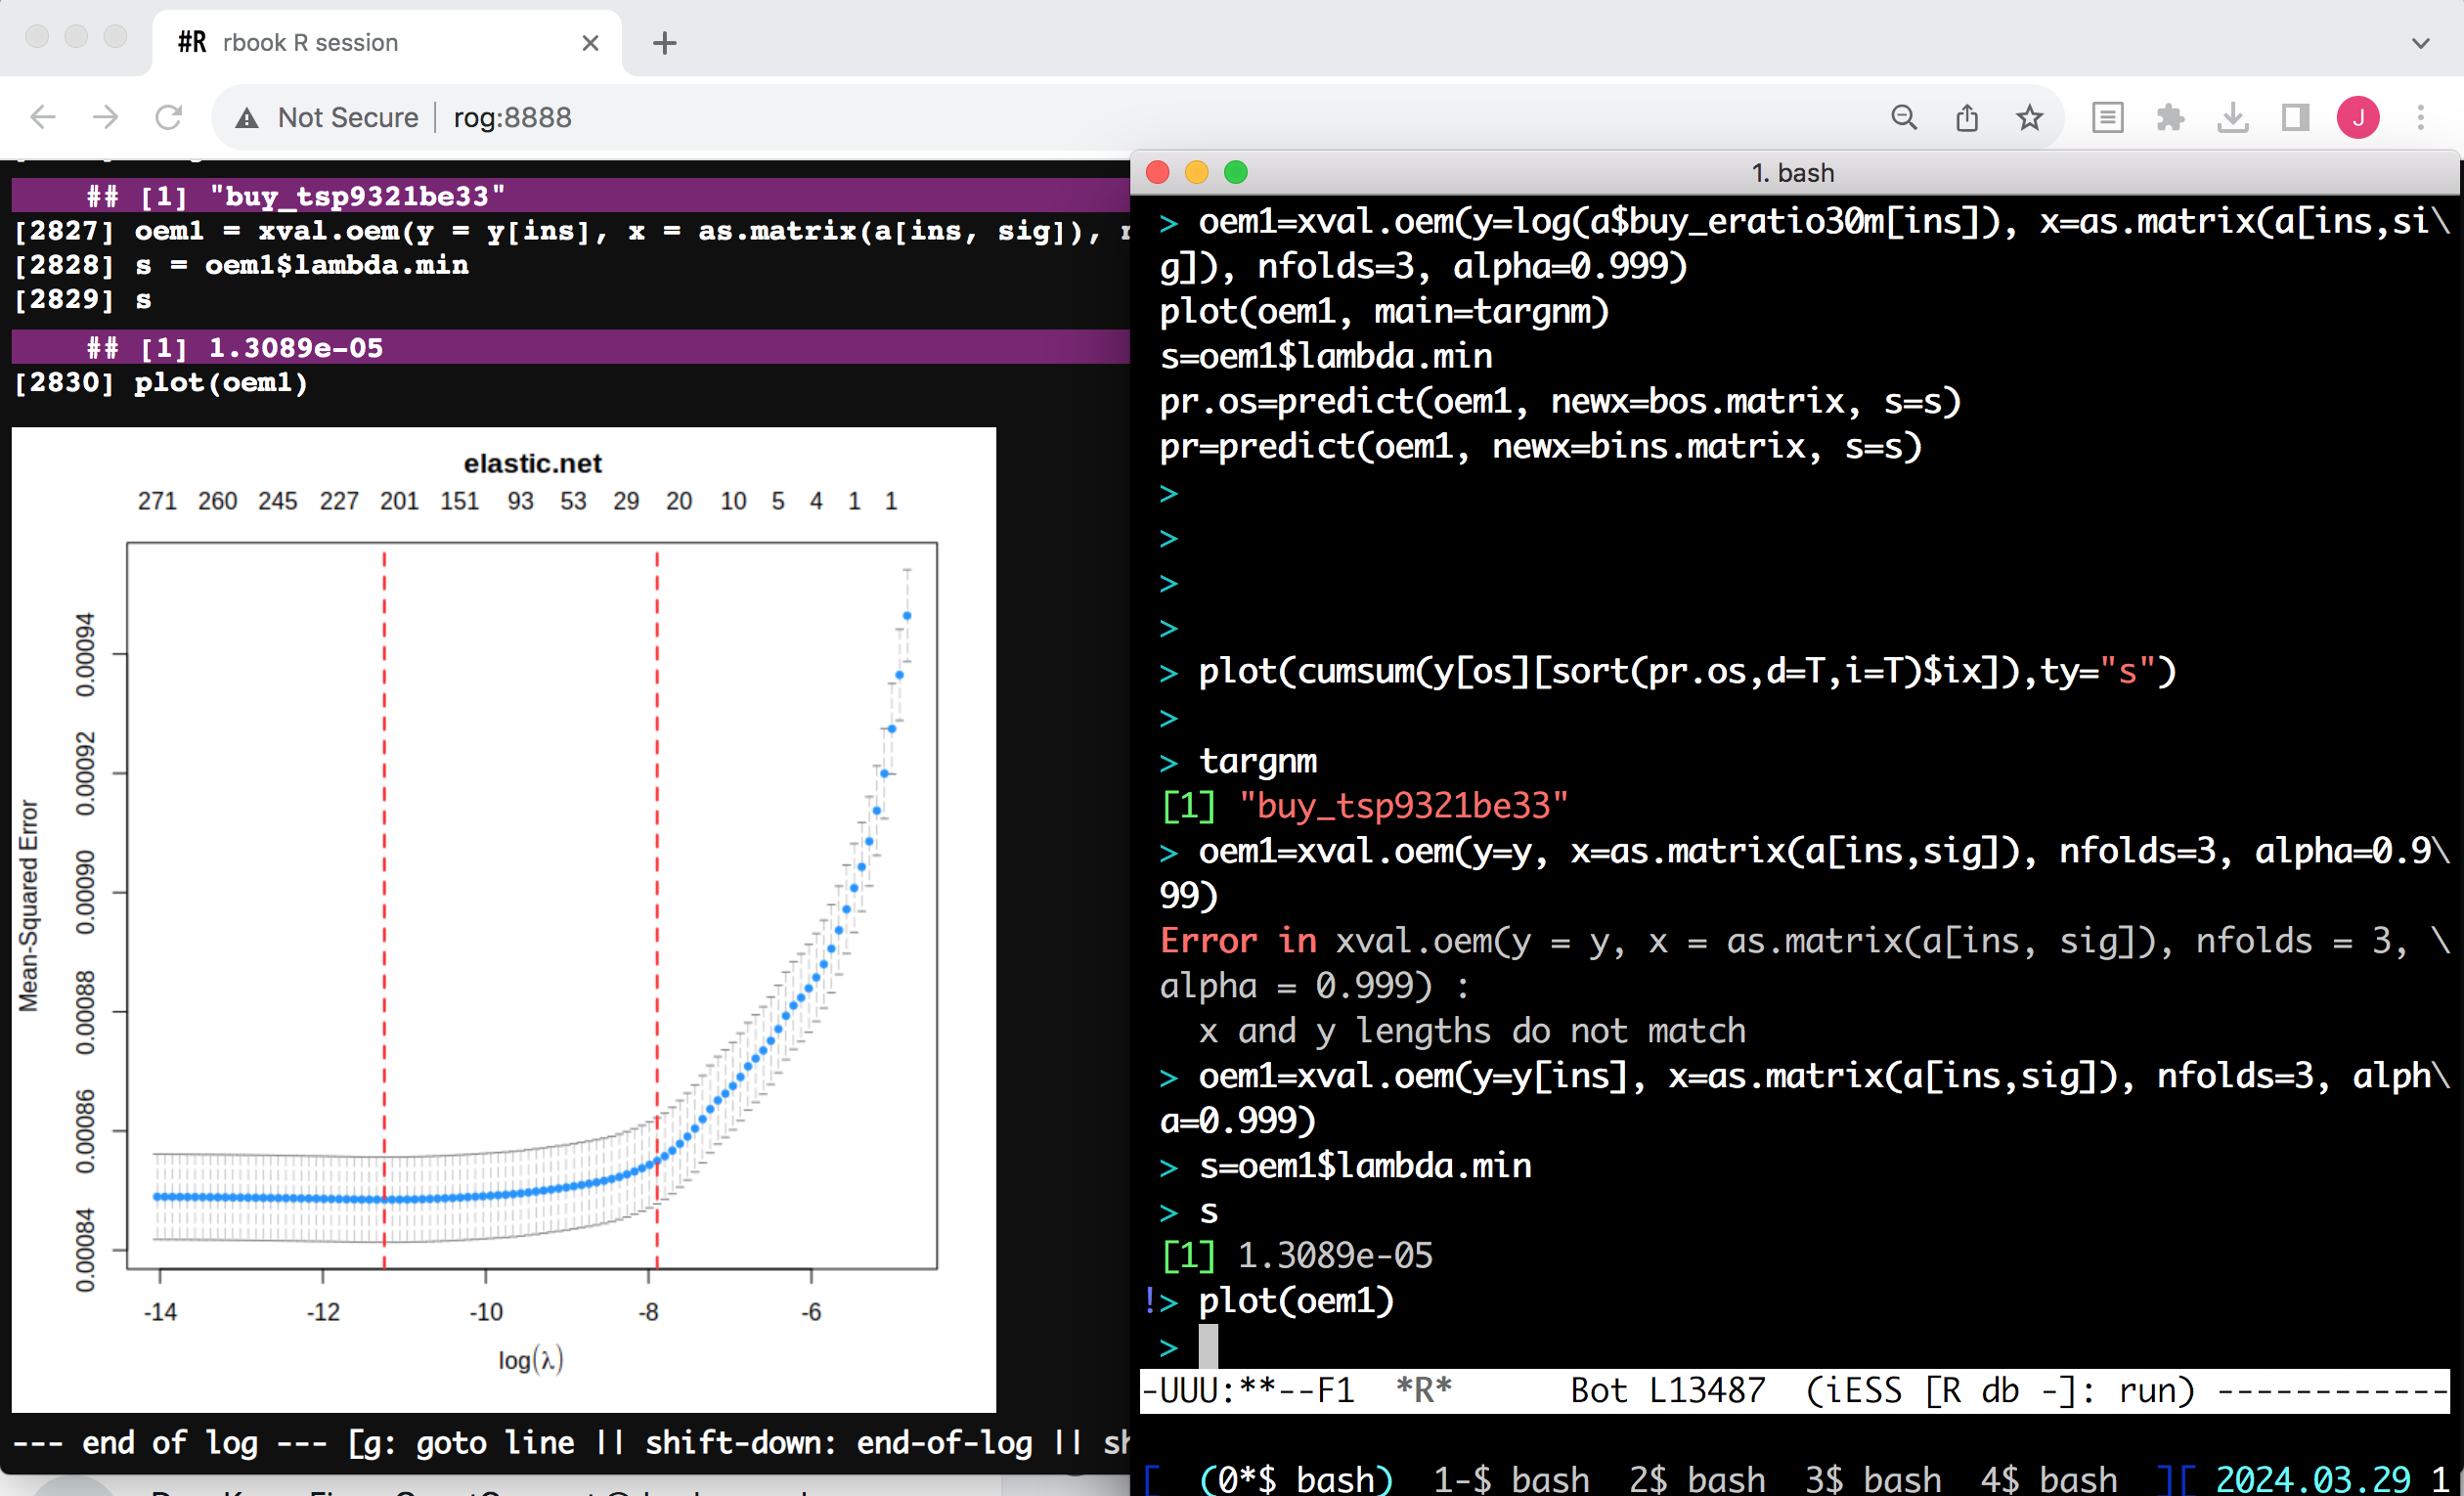 #R rbook R session
Not Secure rog:8888
J
## [1] "buy_tsp9321be33"
[2827] oem1 = xval.oem(y = y[ins], x = as.matrix(a[ins, sig]),
[2828] s = oem1$lambda.min
[2829] s
## [1] 1.3089e-05
[2830] plot(oem1)
elastic.net
271 260 245 227 201 151 93 53 29 20 10 5 4 1 1
Mean-Squared Error
0.00094
0.00092
0.00090
0.00088
0.00086
0.00084
-14 -12 -10 -8 -6
log(λ)
--- end of log --- [g: goto line || shift-down: end-of-log || sh
1. bash
> oem1=xval.oem(y=log(a$buy_eratio30m[ins]), x=as.matrix(a[ins,si\
g]), nfolds=3, alpha=0.999)
plot(oem1, main=targnm)
s=oem1$lambda.min
pr.os=predict(oem1, newx=bos.matrix, s=s)
pr=predict(oem1, newx=bins.matrix, s=s)
>
>
>
>
> plot(cumsum(y[os][sort(pr.os,d=T,i=T)$ix]),ty="s")
>
> targnm
[1] "buy_tsp9321be33"
> oem1=xval.oem(y=y, x=as.matrix(a[ins,sig]), nfolds=3, alpha=0.9\
99)
Error in xval.oem(y = y, x = as.matrix(a[ins, sig]), nfolds = 3, \
alpha = 0.999) :
x and y lengths do not match
> oem1=xval.oem(y=y[ins], x=as.matrix(a[ins,sig]), nfolds=3, alph\
a=0.999)
> s=oem1$lambda.min
> s
[1] 1.3089e-05
!> plot(oem1)
>
-UUU:**--F1 *R* Bot L13487 (iESS [R db -]: run) ------------
[ (0*$ bash) 1-$ bash 2$ bash 3$ bash 4$ bash ][ 2024.03.29 1